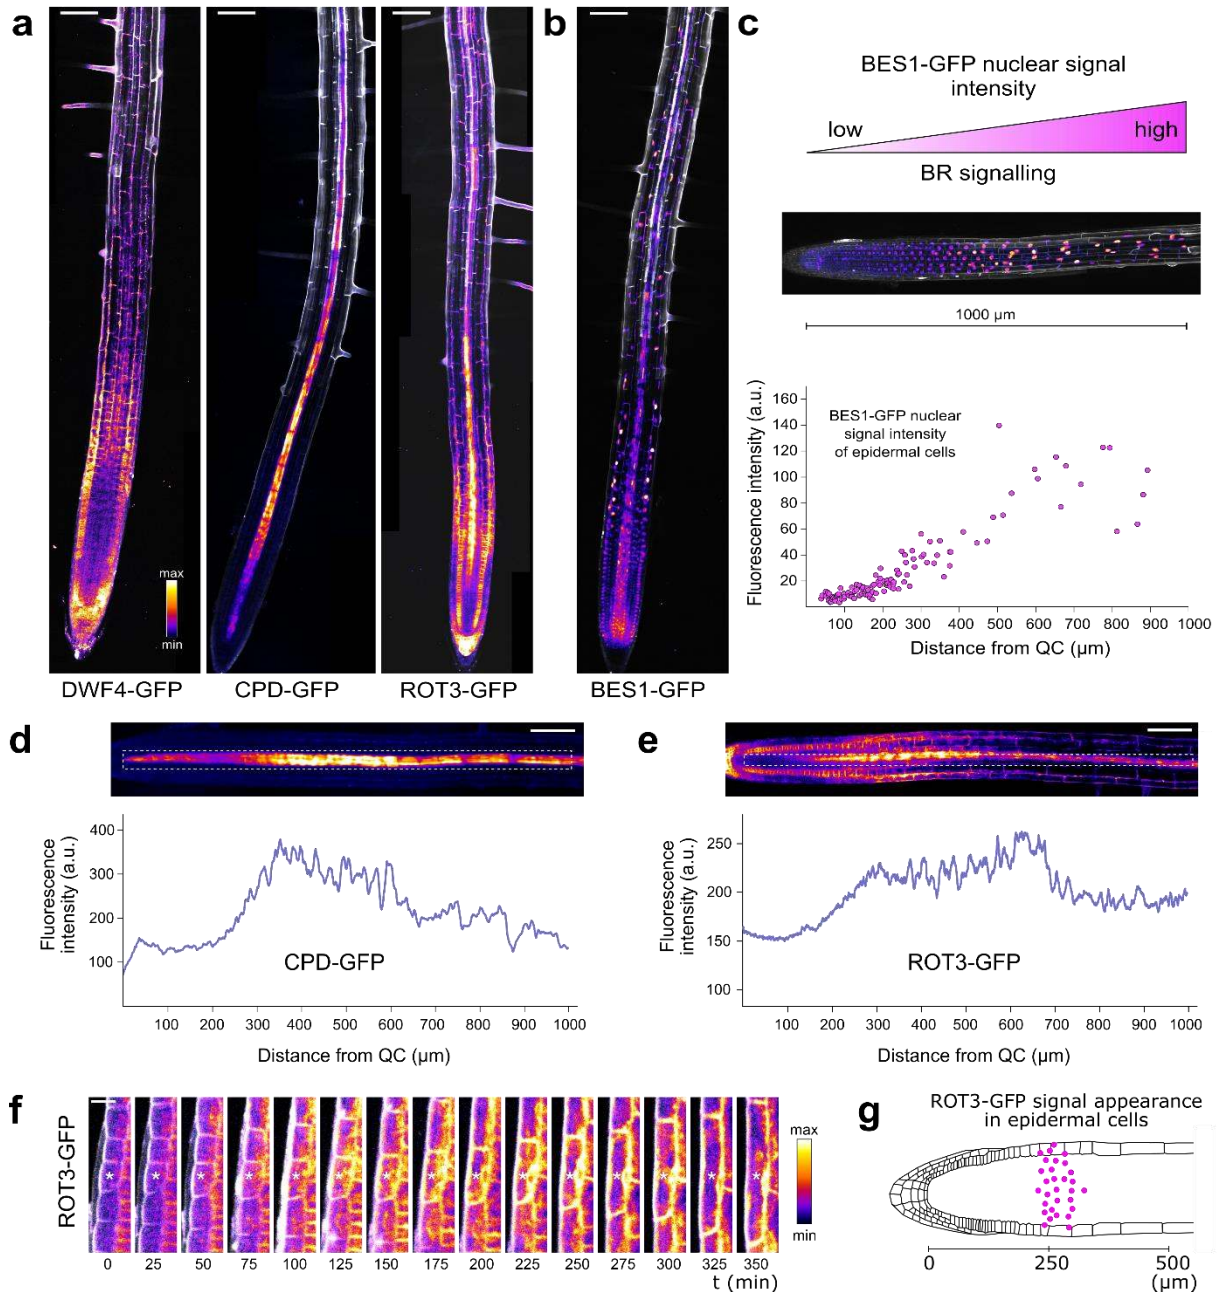 a
b
c
max
min
DWF4-GFP
CPD-GFP
ROT3-GFP
BES1-GFP
BES1-GFP nuclear signal
intensity
low
high
BR signalling
1000 µm
Fluorescence intensity (a.u.)
160
140
120
100
80
60
40
20
BES1-GFP nuclear
signal intensity
of epidermal cells
100 200 300 400 500 600 700 800 900 1000
Distance from QC (µm)
d
Fluorescence
intensity (a.u.)
400
300
200
100
CPD-GFP
100 200 300 400 500 600 700 800 900 1000
Distance from QC (µm)
e
Fluorescence
intensity (a.u.)
250
200
150
100
ROT3-GFP
100 200 300 400 500 600 700 800 900 1000
Distance from QC (µm)
f
ROT3-GFP
* * * * * * * * * * * * * * *
max
min
0 25 50 75 100 125 150 175 200 225 250 275 300 325 350
t (min)
g
ROT3-GFP signal appearance
in epidermal cells
0 250 500
(µm)